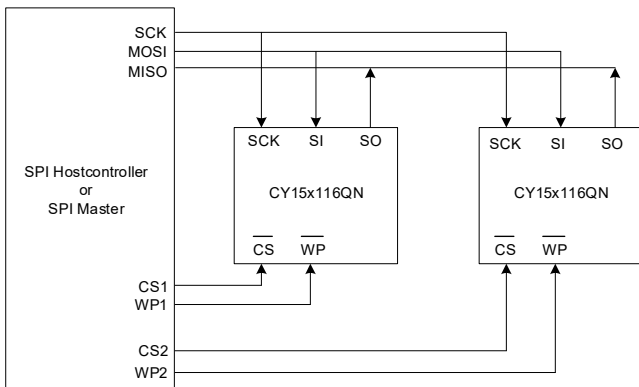 SCK
MOSI
MISO
SPI Hostcontroller
or
SPI Master
CS1
WP1
CS2
WP2
SCK SI SO
CY15x116QN
CS WP
SCK SI SO
CY15x116QN
CS WP